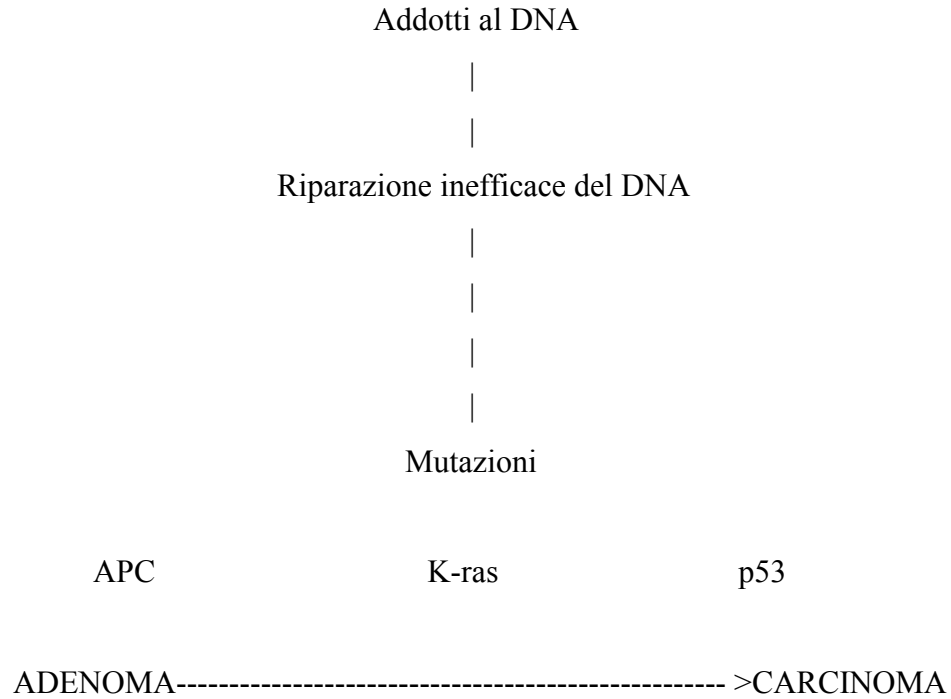 Addotti al DNA
|
|
Riparazione inefficace del DNA
|
|
|
|
Mutazioni
APC K-ras p53
ADENOMA---------------------------------------------------- >CARCINOMA